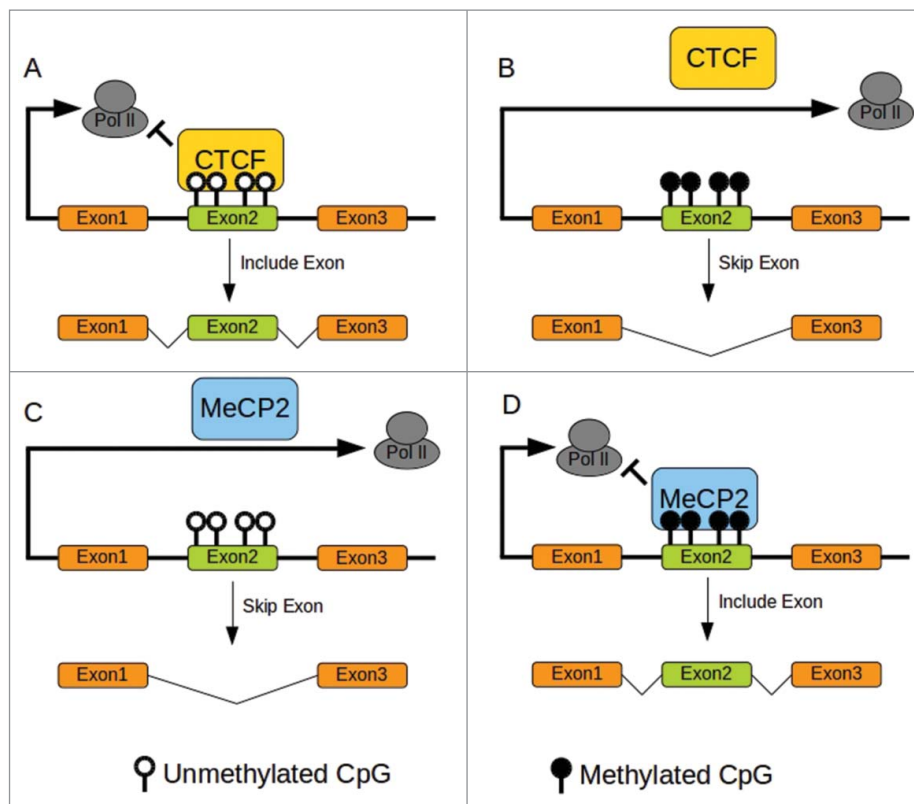 A
Pol II
CTCF
Exon1 Exon2 Exon3
Include Exon
Exon1 Exon2 Exon3
B
CTCF
Pol II
Exon1 Exon2 Exon3
Skip Exon
Exon1 Exon3
C
MeCP2
Pol II
Exon1 Exon2 Exon3
Skip Exon
Exon1 Exon3
D
Pol II
MeCP2
Exon1 Exon2 Exon3
Include Exon
Exon1 Exon2 Exon3
Unmethylated CpG
Methylated CpG